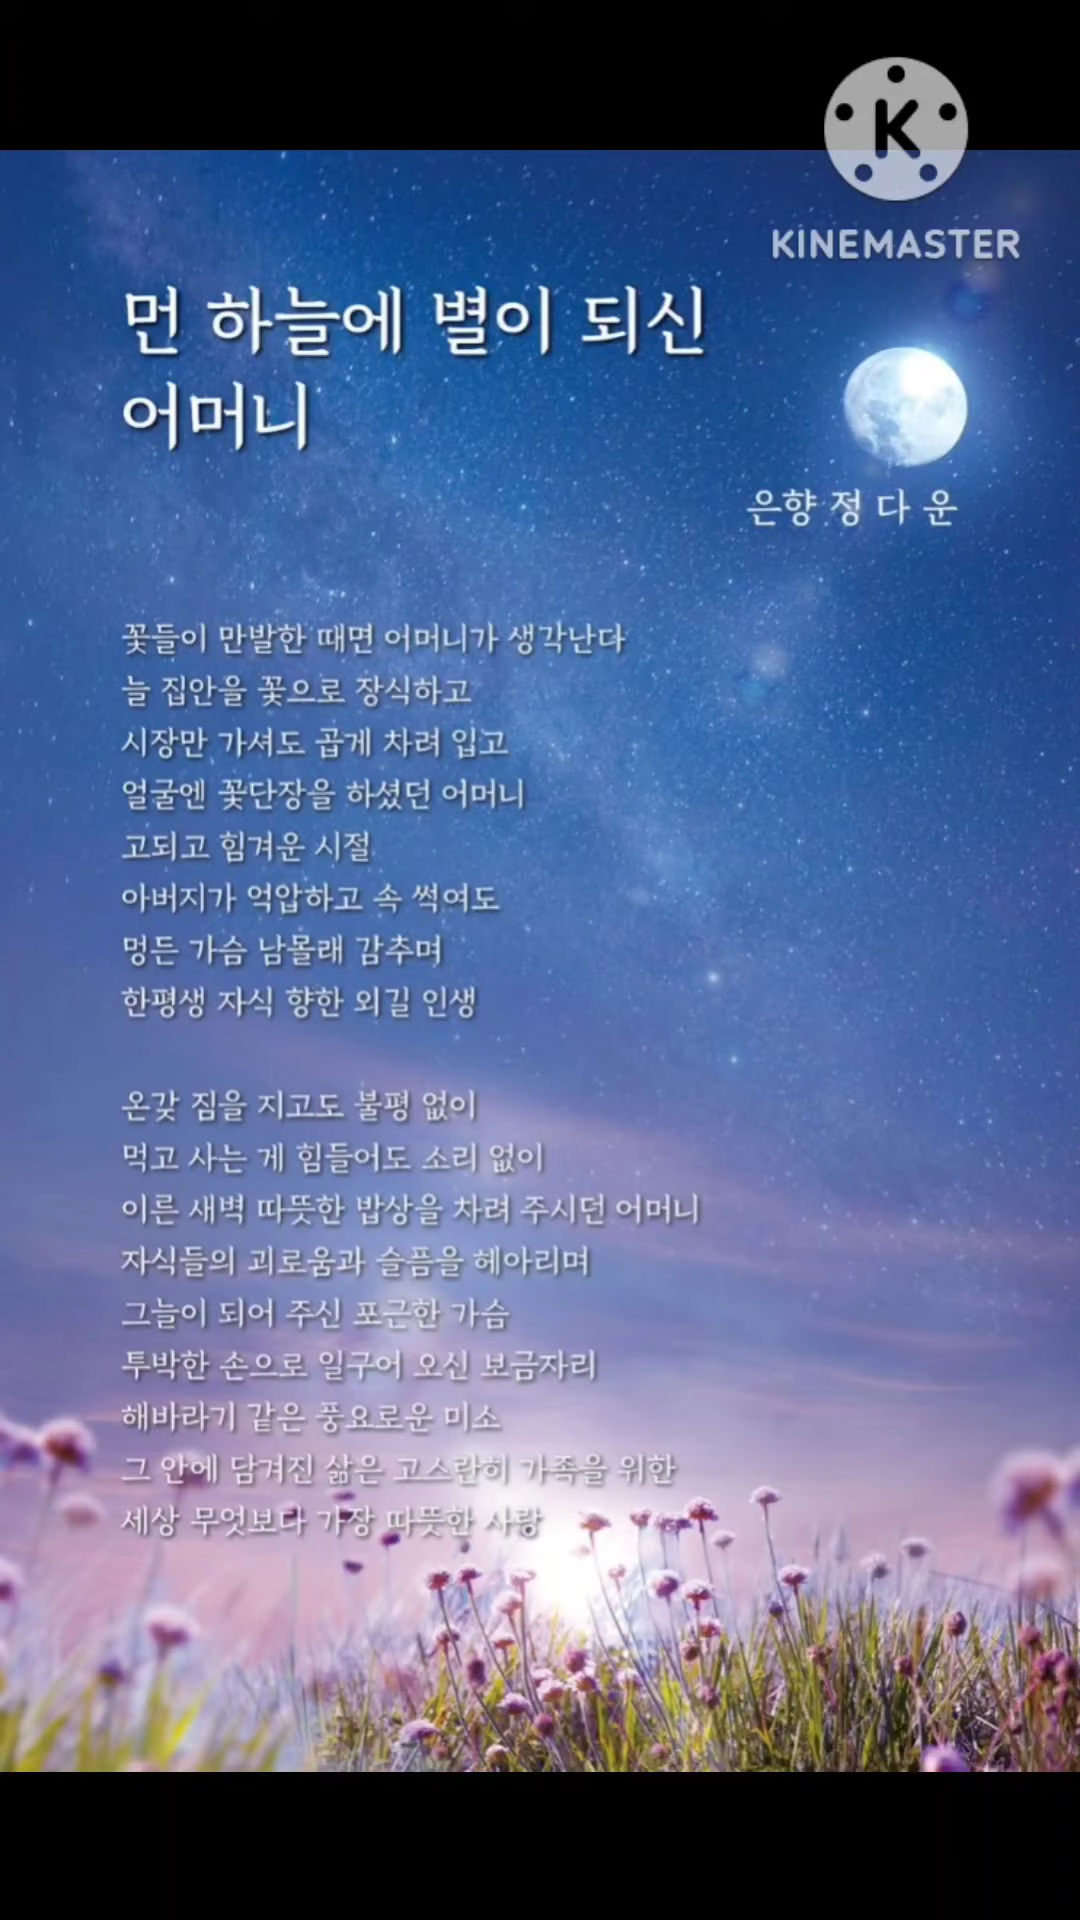 KINEMASTER
먼 하늘에 별이 되신
어머니
은향 정 다 운
꽃들이 만발한 때면 어머니가 생각난다
늘 집안을 꽃으로 장식하고
시장만 가셔도 곱게 차려 입고
얼굴엔 꽃단장을 하셨던 어머니
고되고 힘겨운 시절
아버지가 억압하고 속 썩여도
멍든 가슴 남몰래 감추며
한평생 자식 향한 외길 인생
온갖 짐을 지고도 불평 없이
먹고 사는 게 힘들어도 소리 없이
이른 새벽 따뜻한 밥상을 차려 주시던 어머니
자식들의 괴로움과 슬픔을 헤아리며
그늘이 되어 주신 포근한 가슴
투박한 손으로 일구어 오신 보금자리
해바라기 같은 풍요로운 미소
그 안에 담겨진 삶은 고스란히 가족을 위한
세상 무엇보다 가장 따뜻한 사랑